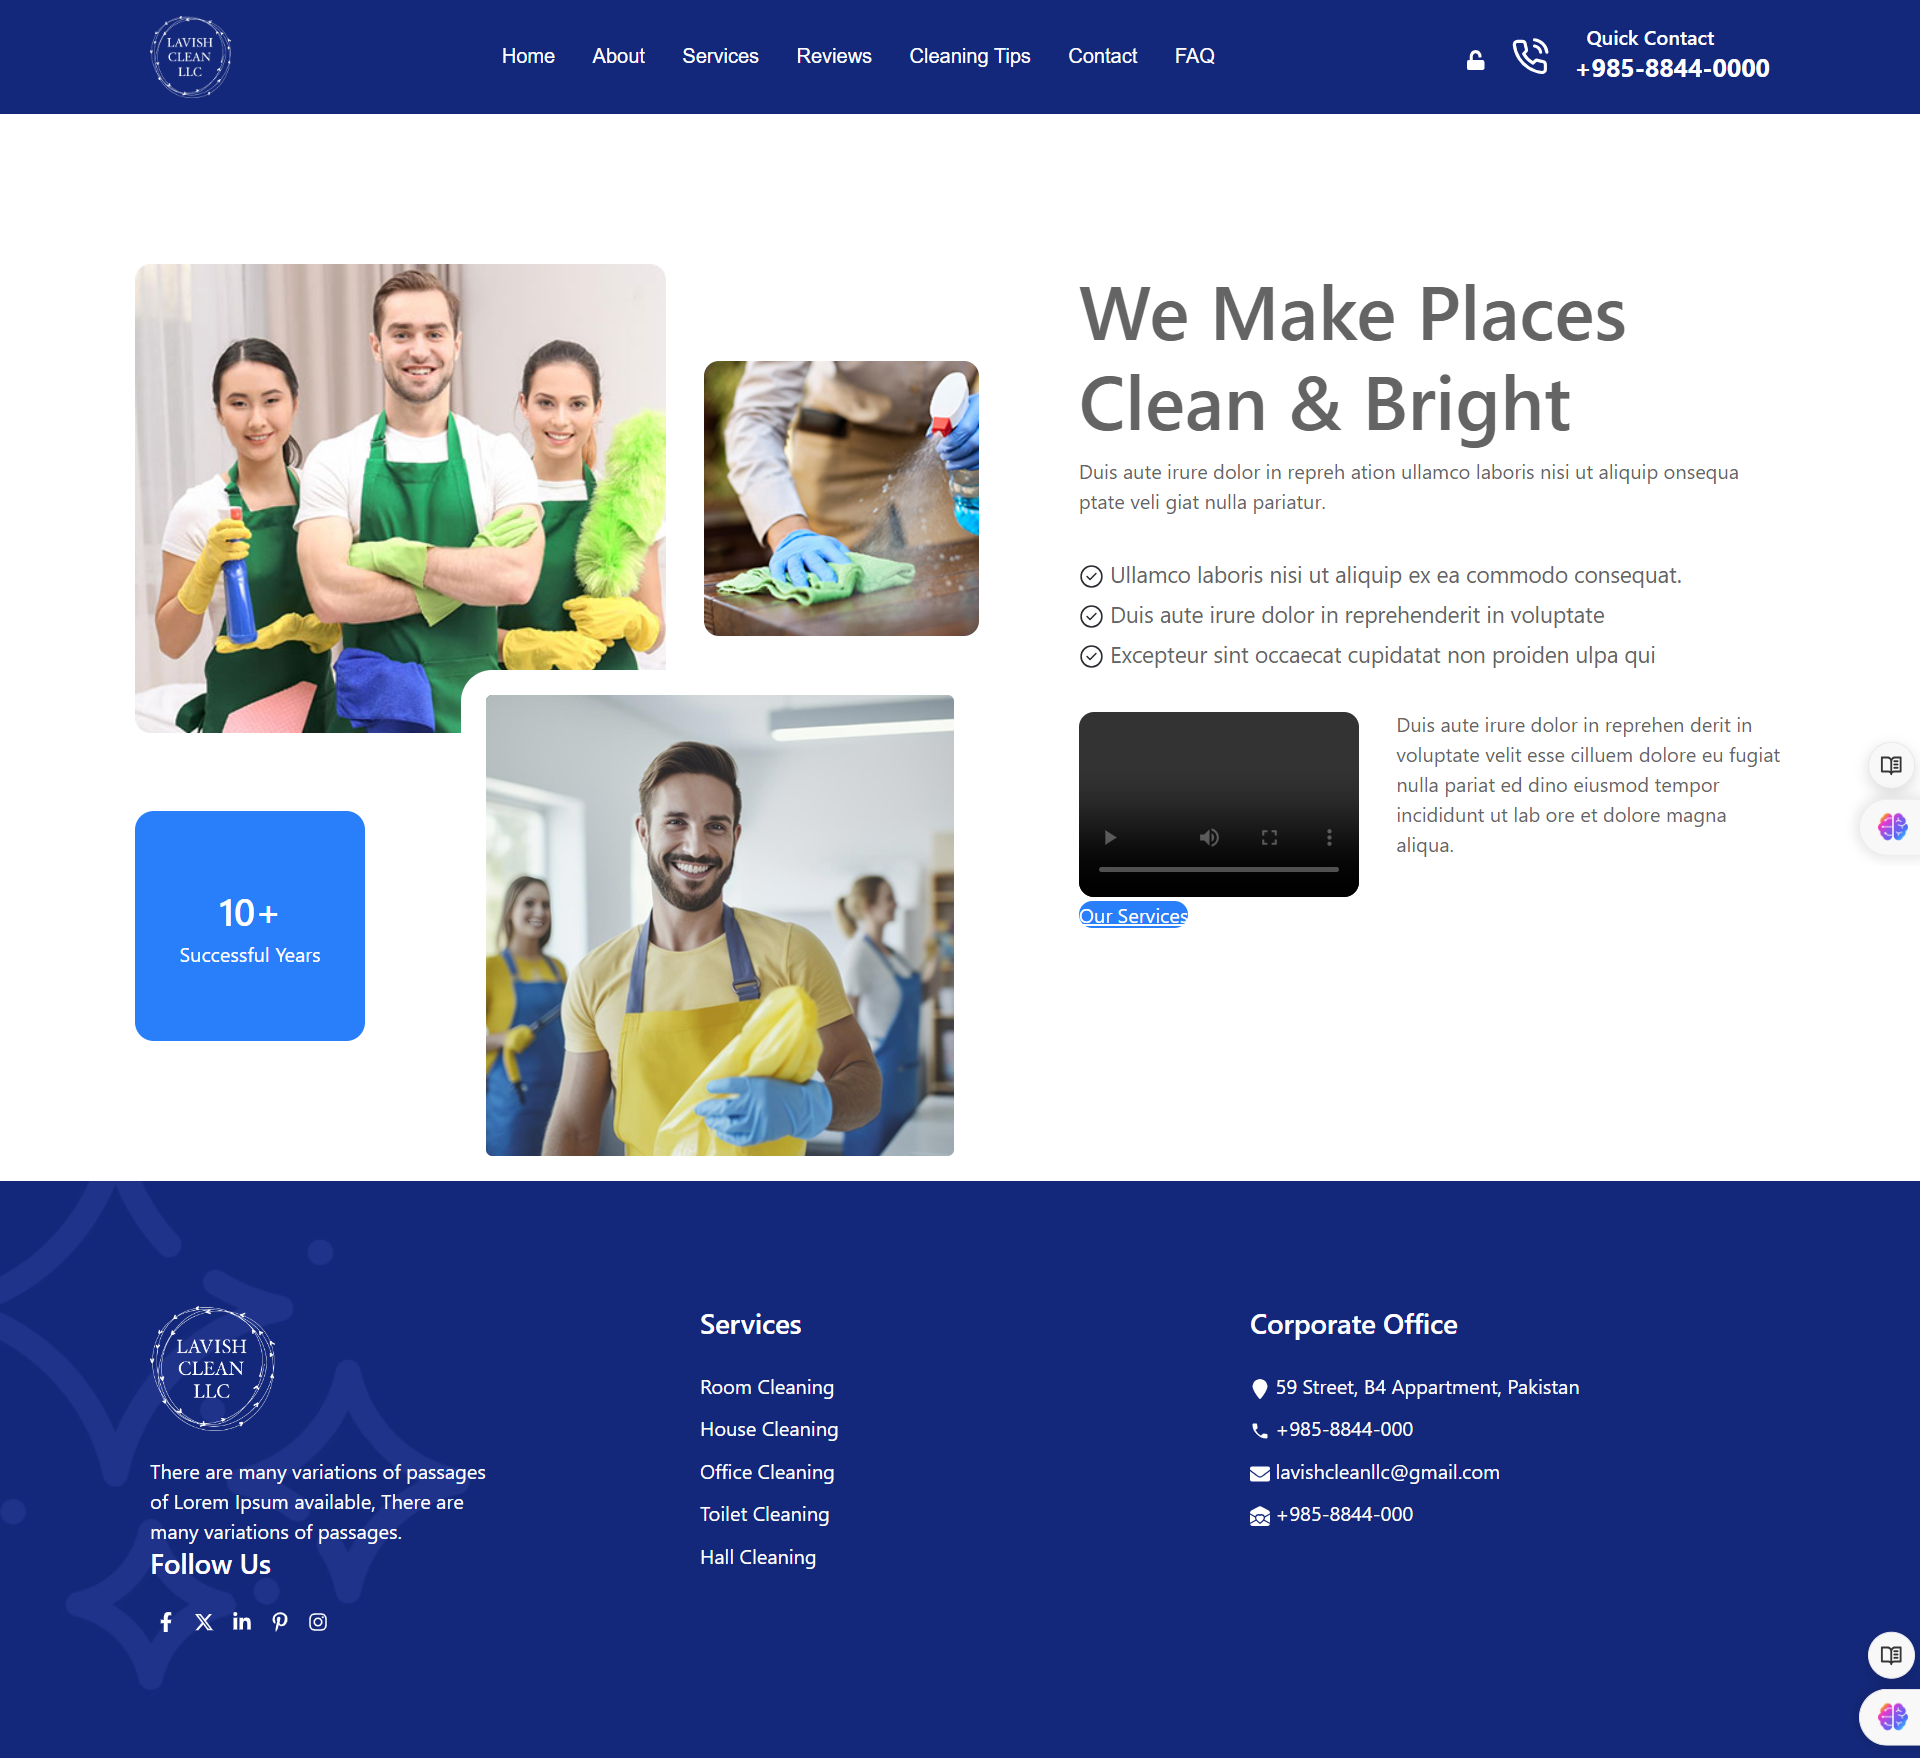 LAVISH
CLEAN
LLC
Home About Services Reviews Cleaning Tips Contact FAQ
Quick Contact
+985-8844-0000
We Make Places
Clean & Bright
Duis aute irure dolor in repreh ation ullamco laboris nisi ut aliquip onsequa
ptate veli giat nulla pariatur.
Ullamco laboris nisi ut aliquip ex ea commodo consequat.
Duis aute irure dolor in reprehenderit in voluptate
Excepteur sint occaecat cupidatat non proiden ulpa qui
Duis aute irure dolor in reprehen derit in
voluptate velit esse cilluem dolore eu fugiat
nulla pariat ed dino eiusmod tempor
incididunt ut lab ore et dolore magna
aliqua.
Our Services
10+
Successful Years
LAVISH
CLEAN
LLC
There are many variations of passages
of Lorem Ipsum available, There are
many variations of passages.
Follow Us
Services
Room Cleaning
House Cleaning
Office Cleaning
Toilet Cleaning
Hall Cleaning
Corporate Office
59 Street, B4 Appartment, Pakistan
+985-8844-000
lavishcleanllc@gmail.com
+985-8844-000